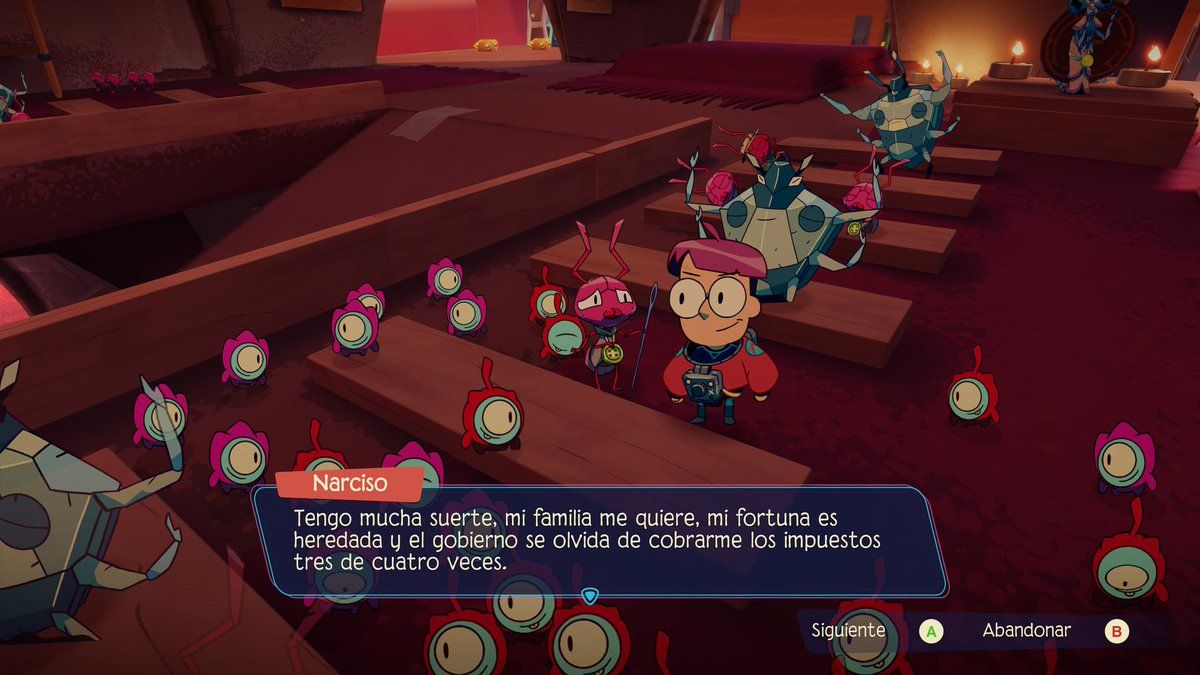 Narciso
Tengo mucha suerte, mi familia me quiere, mi fortuna es
heredada y el gobierno se olvida de cobrarme los impuestos
tres de cuatro veces.
Siguiente A Abandonar B